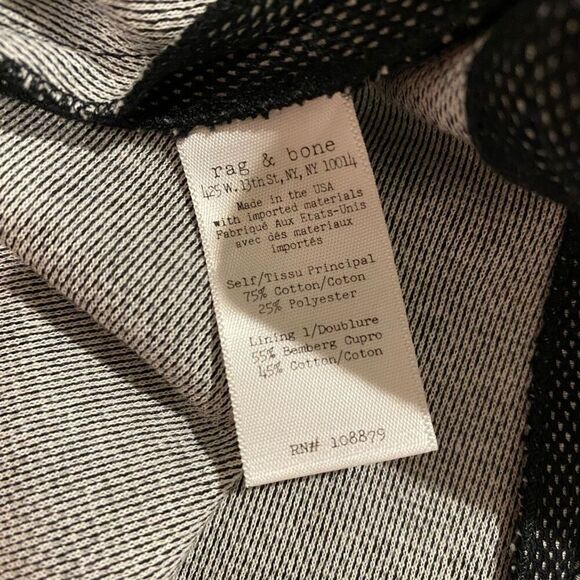 rag & bone
425 W. 13th St, NY, NY 10014
Made in the USA
with imported materials
Fabriqué Aux Etats-Unis
avec dés materiaux
importés
Self/Tissu Principal
75% Cotton/Coton
25% Polyester
Lining 1/Doublure
55% Bemberg Cupro
45% Cotton/Coton
RN# 108879